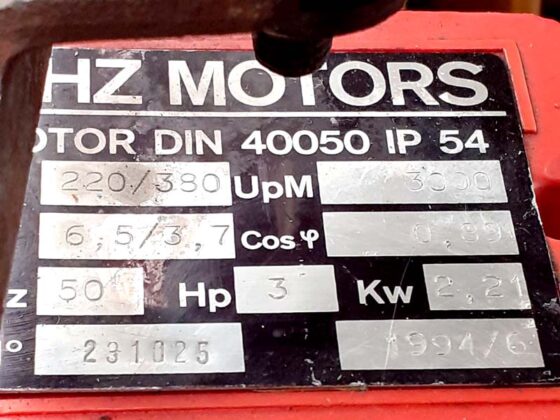 HZ MOTORS
OTOR DIN 40050 IP 54
220/380 UpM 3000
6,5/3,7 Cos φ 0,89
z 50 Hp 3 Kw 2,21
o 231025 1994/6